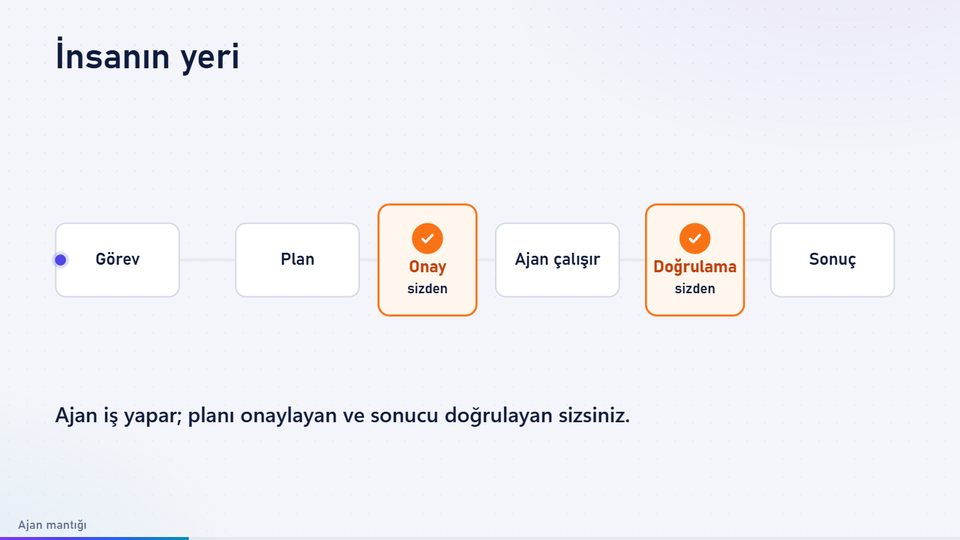 İnsanın yeri
Görev
Plan
Onay
sizden
Ajan çalışır
Doğrulama
sizden
Sonuç
Ajan iş yapar; planı onaylayan ve sonucu doğrulayan sizsiniz.
Ajan mantığı